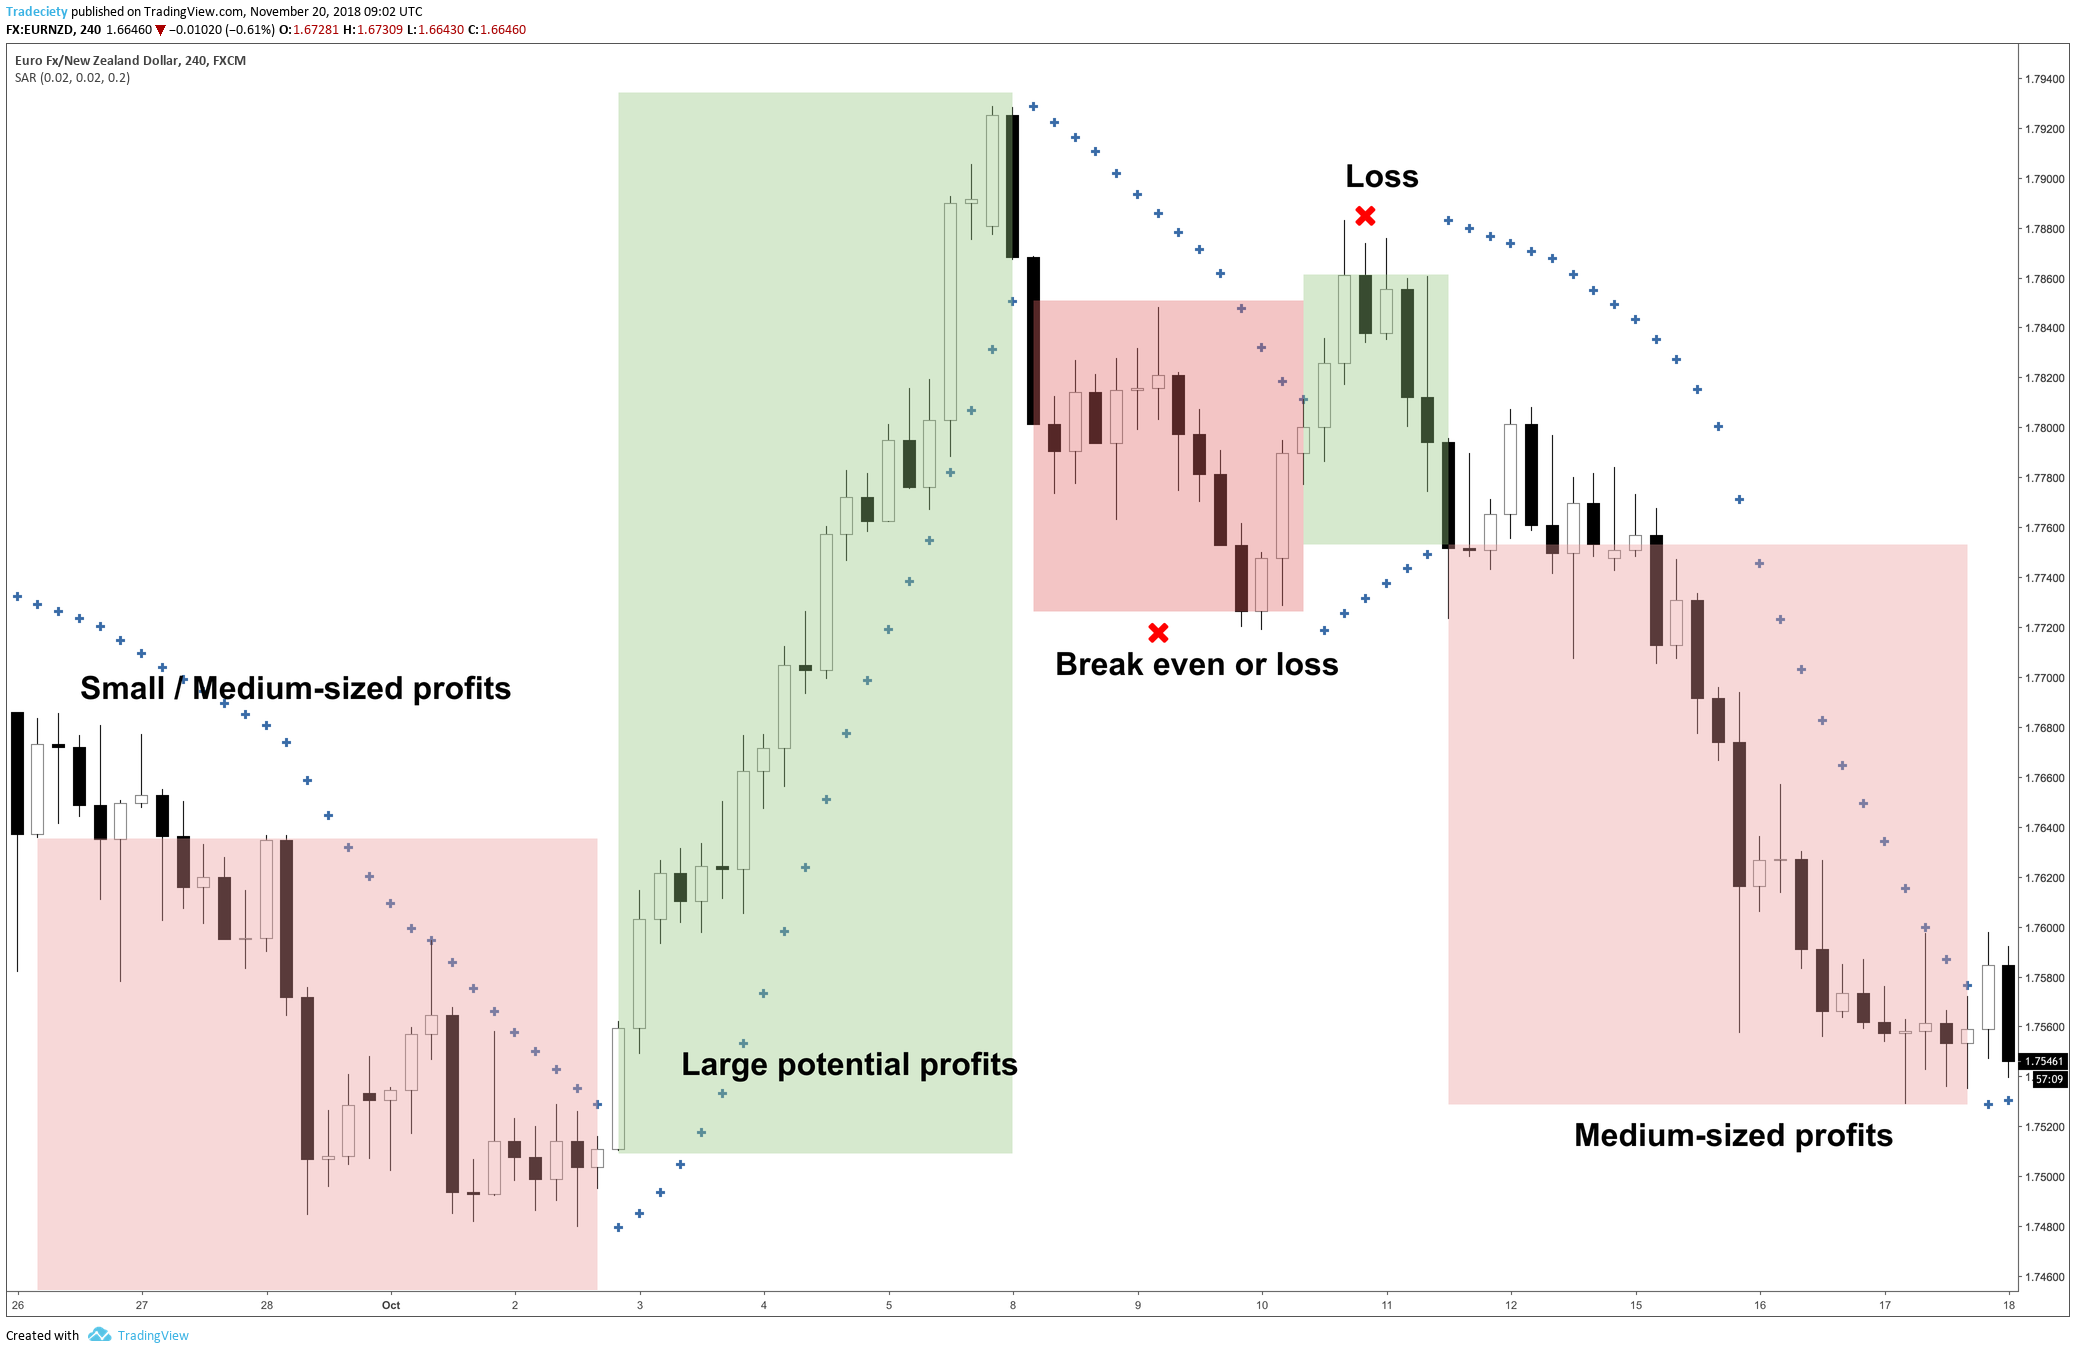 Tradeciety published on TradingView.com, November 20, 2018 09:02 UTC
FX:EURNZD, 240 1.66460 ▼ −0.01020 (−0.61%) O:1.67281 H:1.67309 L:1.66430 C:1.66460
Euro Fx/New Zealand Dollar, 240, FXCM
SAR (0.02, 0.02, 0.2)
1.79400
1.79200
Loss
1.79000
1.78800
1.78600
1.78400
1.78200
1.78000
1.77800
1.77600
1.77400
1.77200
Break even or loss
1.77000
Small / Medium-sized profits
1.76800
1.76600
1.76400
1.76200
1.76000
1.75800
1.75600
Large potential profits
1.75461
57:09
1.75200
Medium-sized profits
1.75000
1.74800
1.74600
26 27 28 Oct 2 3 4 5 8 9 10 11 12 15 16 17 18
Created with TradingView